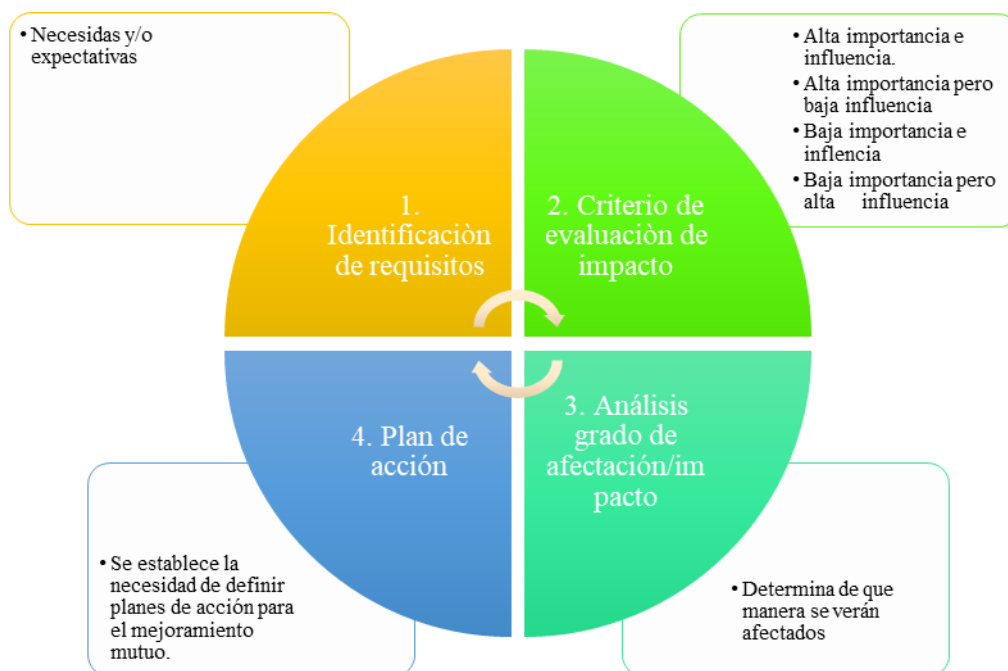 • Necesidas y/o
expectativas
• Alta importancia e
influencia.
• Alta importancia pero
baja influencia
• Baja importancia e
inflencia
• Baja importancia pero
alta influencia
1.
Identificaciòn
de requisitos
2. Criterio de
evaluaciòn de
impacto
4. Plan de
acción
3. Análisis
grado de
afectación/im
pacto
• Se establece la
necesidad de definir
planes de acción para
el mejoramiento
mutuo.
• Determina de que
manera se verán
afectados